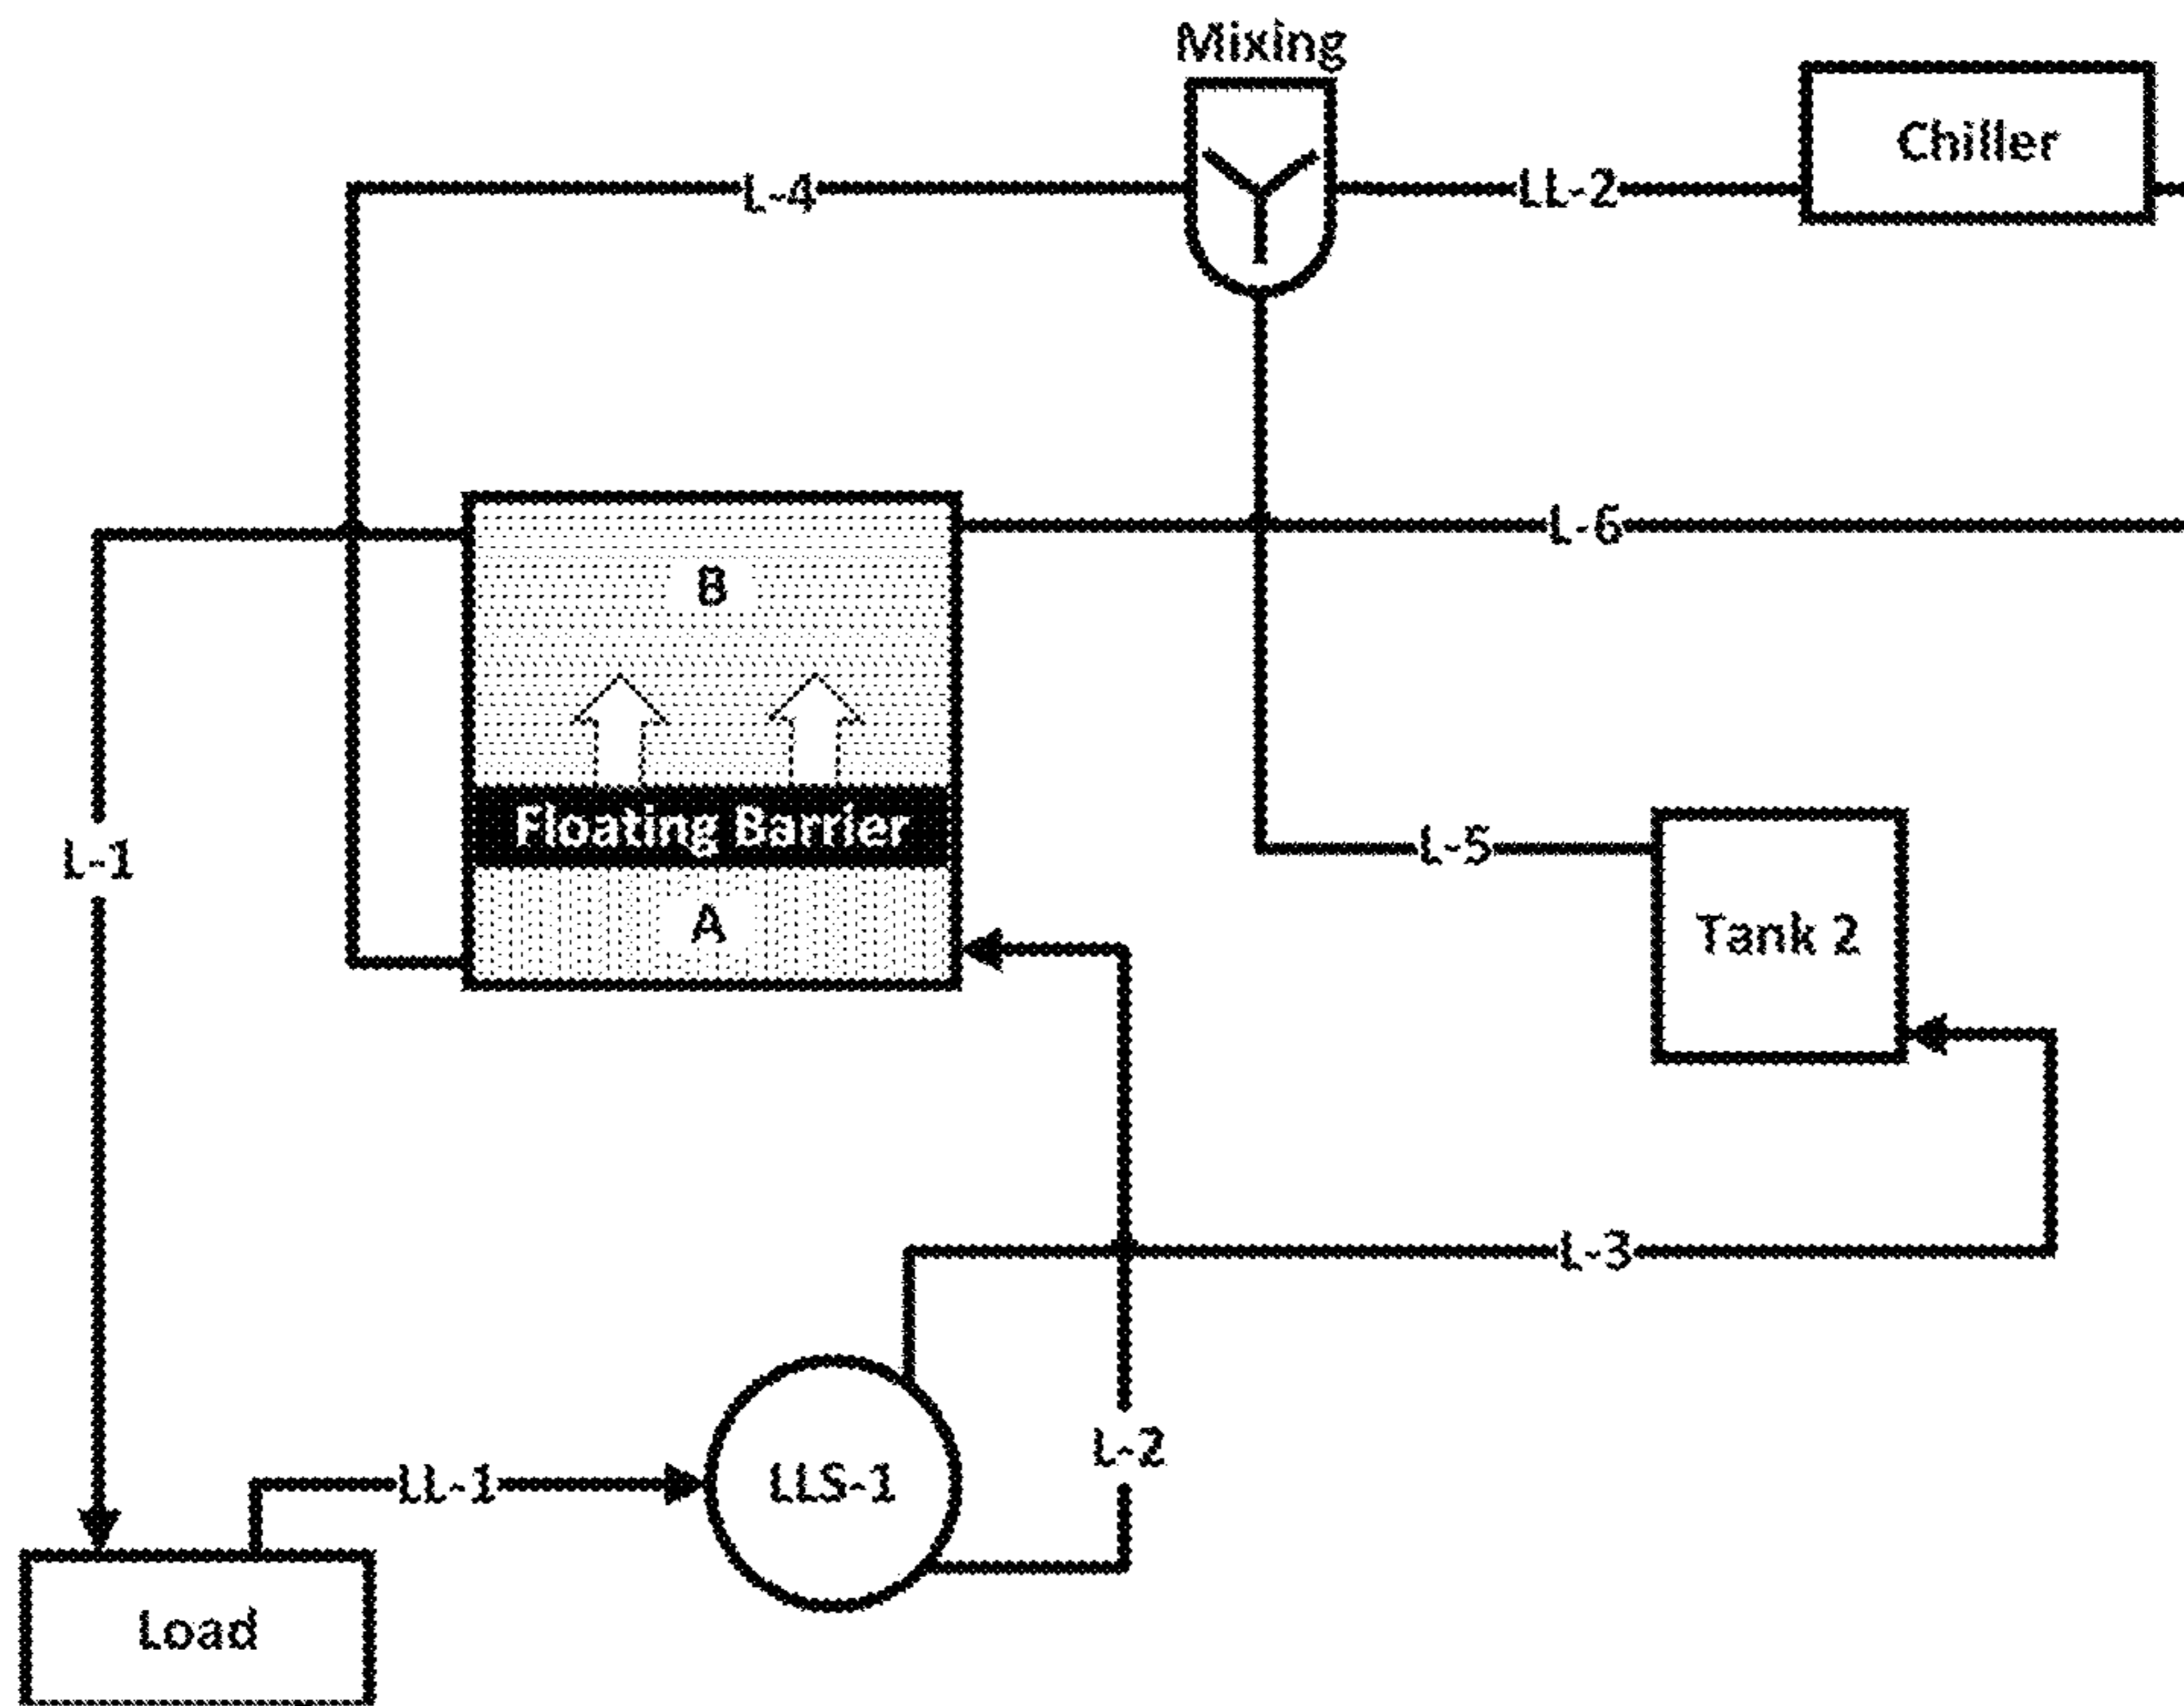 Mixing
Chiller
L-4
LL-2
L-6
B
Floating Barrier
L-1
L-5
A
Tank 2
L-3
L-2
LL-1
LLS-1
Load